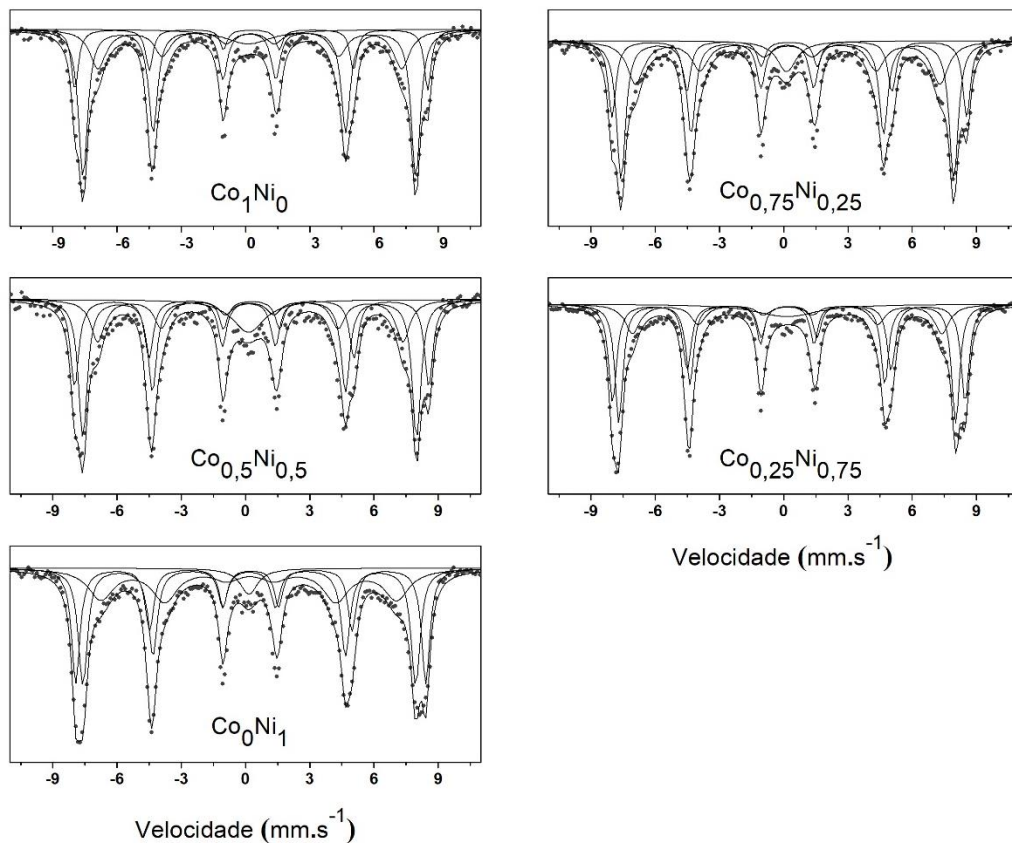 Co1Ni0
-9 -6 -3 0 3 6 9
Co0,75Ni0,25
-9 -6 -3 0 3 6 9
Co0,5Ni0,5
-9 -6 -3 0 3 6 9
Co0,25Ni0,75
-9 -6 -3 0 3 6 9
Velocidade (mm.s-1)
Co0Ni1
-9 -6 -3 0 3 6 9
Velocidade (mm.s-1)